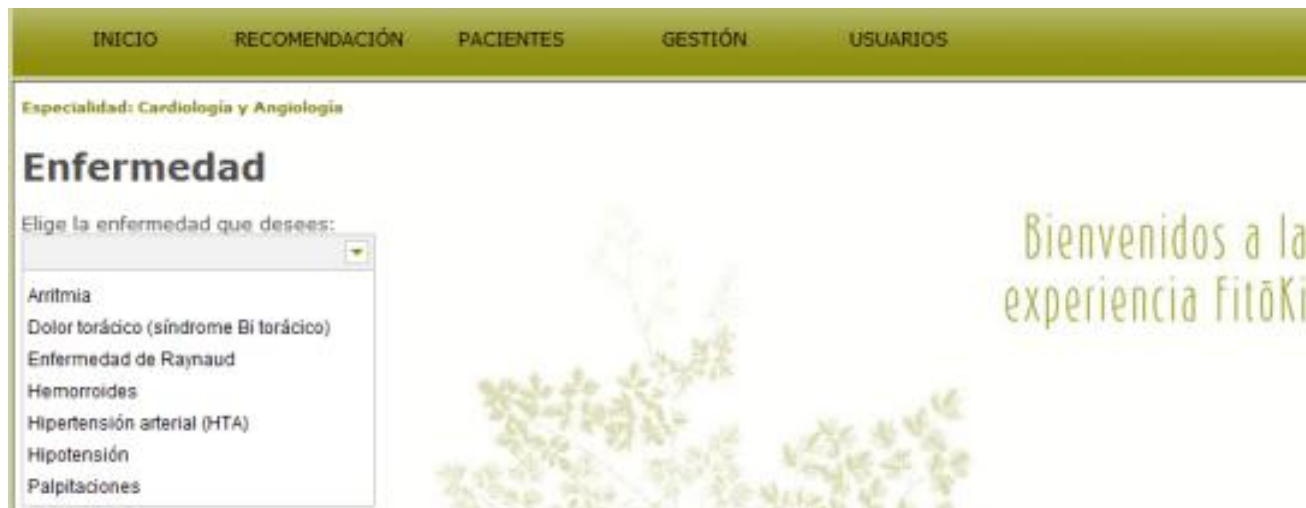 INICIO RECOMENDACIÓN PACIENTES GESTIÓN USUARIOS
Especialidad: Cardiología y Angiología
Enfermedad
Elige la enfermedad que desees:
Bienvenidos a la
experiencia FitōKi
Arritmia
Dolor torácico (síndrome Bi torácico)
Enfermedad de Raynaud
Hemorroides
Hipertensión arterial (HTA)
Hipotensión
Palpitaciones